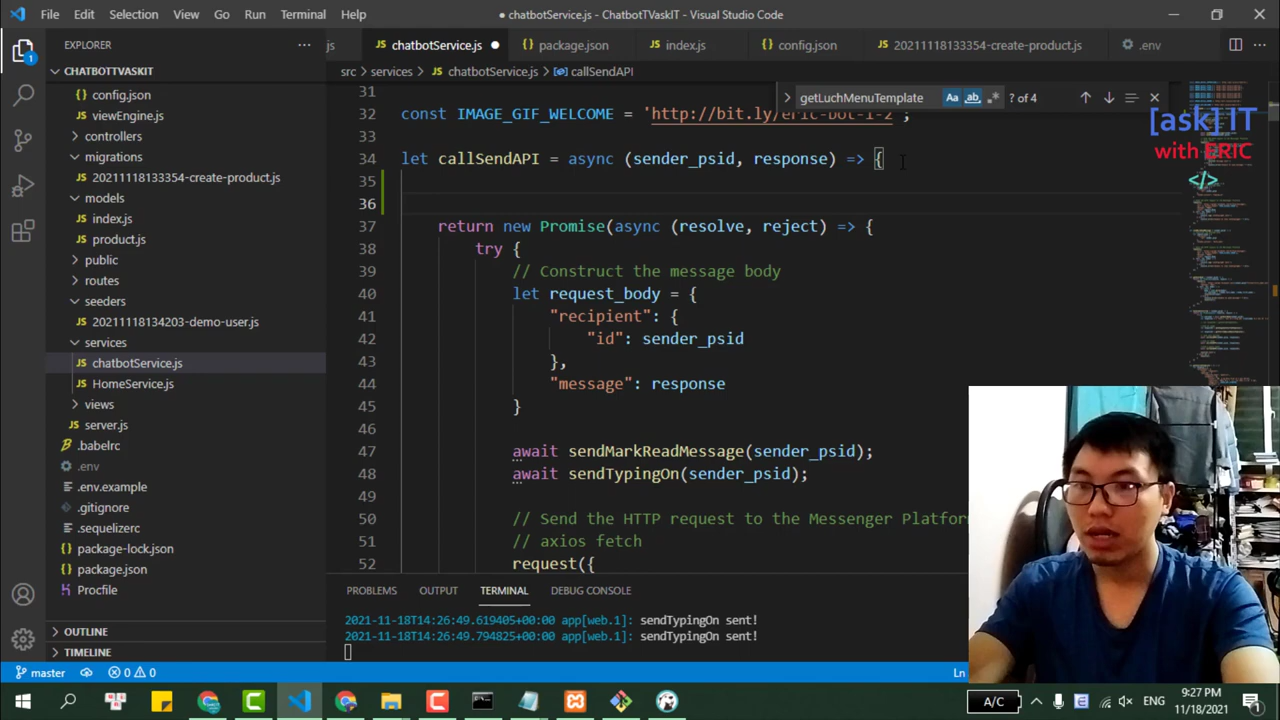 File Edit Selection View Go Run Terminal Help
● chatbotService.js - ChatbotTVaskIT - Visual Studio Code
EXPLORER
js
JS chatbotService.js ●
{} package.json
JS index.js
{} config.json
JS 20211118133354-create-product.js
.env
CHATBOTTVASKIT
src > services > JS chatbotService.js > callSendAPI
getLuchMenuTemplate Aa ab .* ? of 4
{} config.json
JS viewEngine.js
controllers
migrations
JS 20211118133354-create-product.js
models
JS index.js
JS product.js
public
routes
seeders
JS 20211118134203-demo-user.js
services
JS chatbotService.js
JS HomeService.js
views
JS server.js
.babelrc
.env
.env.example
.gitignore
.sequelizerc
package-lock.json
package.json
Procfile
OUTLINE
TIMELINE
31
32 const IMAGE_GIF_WELCOME = 'http://bit.ly/eric-bot-1-2';
33
34 let callSendAPI = async (sender_psid, response) => {
35
36
37 return new Promise(async (resolve, reject) => {
38 try {
39 // Construct the message body
40 let request_body = {
41 "recipient": {
42 "id": sender_psid
43 },
44 "message": response
45 }
46
47 await sendMarkReadMessage(sender_psid);
48 await sendTypingOn(sender_psid);
49
50 // Send the HTTP request to the Messenger Platform
51 // axios fetch
52 request({
[ask]IT
with ERIC
</>
PROBLEMS OUTPUT TERMINAL DEBUG CONSOLE
2021-11-18T14:26:49.619405+00:00 app[web.1]: sendTypingOn sent!
2021-11-18T14:26:49.794825+00:00 app[web.1]: sendTypingOn sent!
master
0 0
Ln
A/C
ENG
9:27 PM
11/18/2021